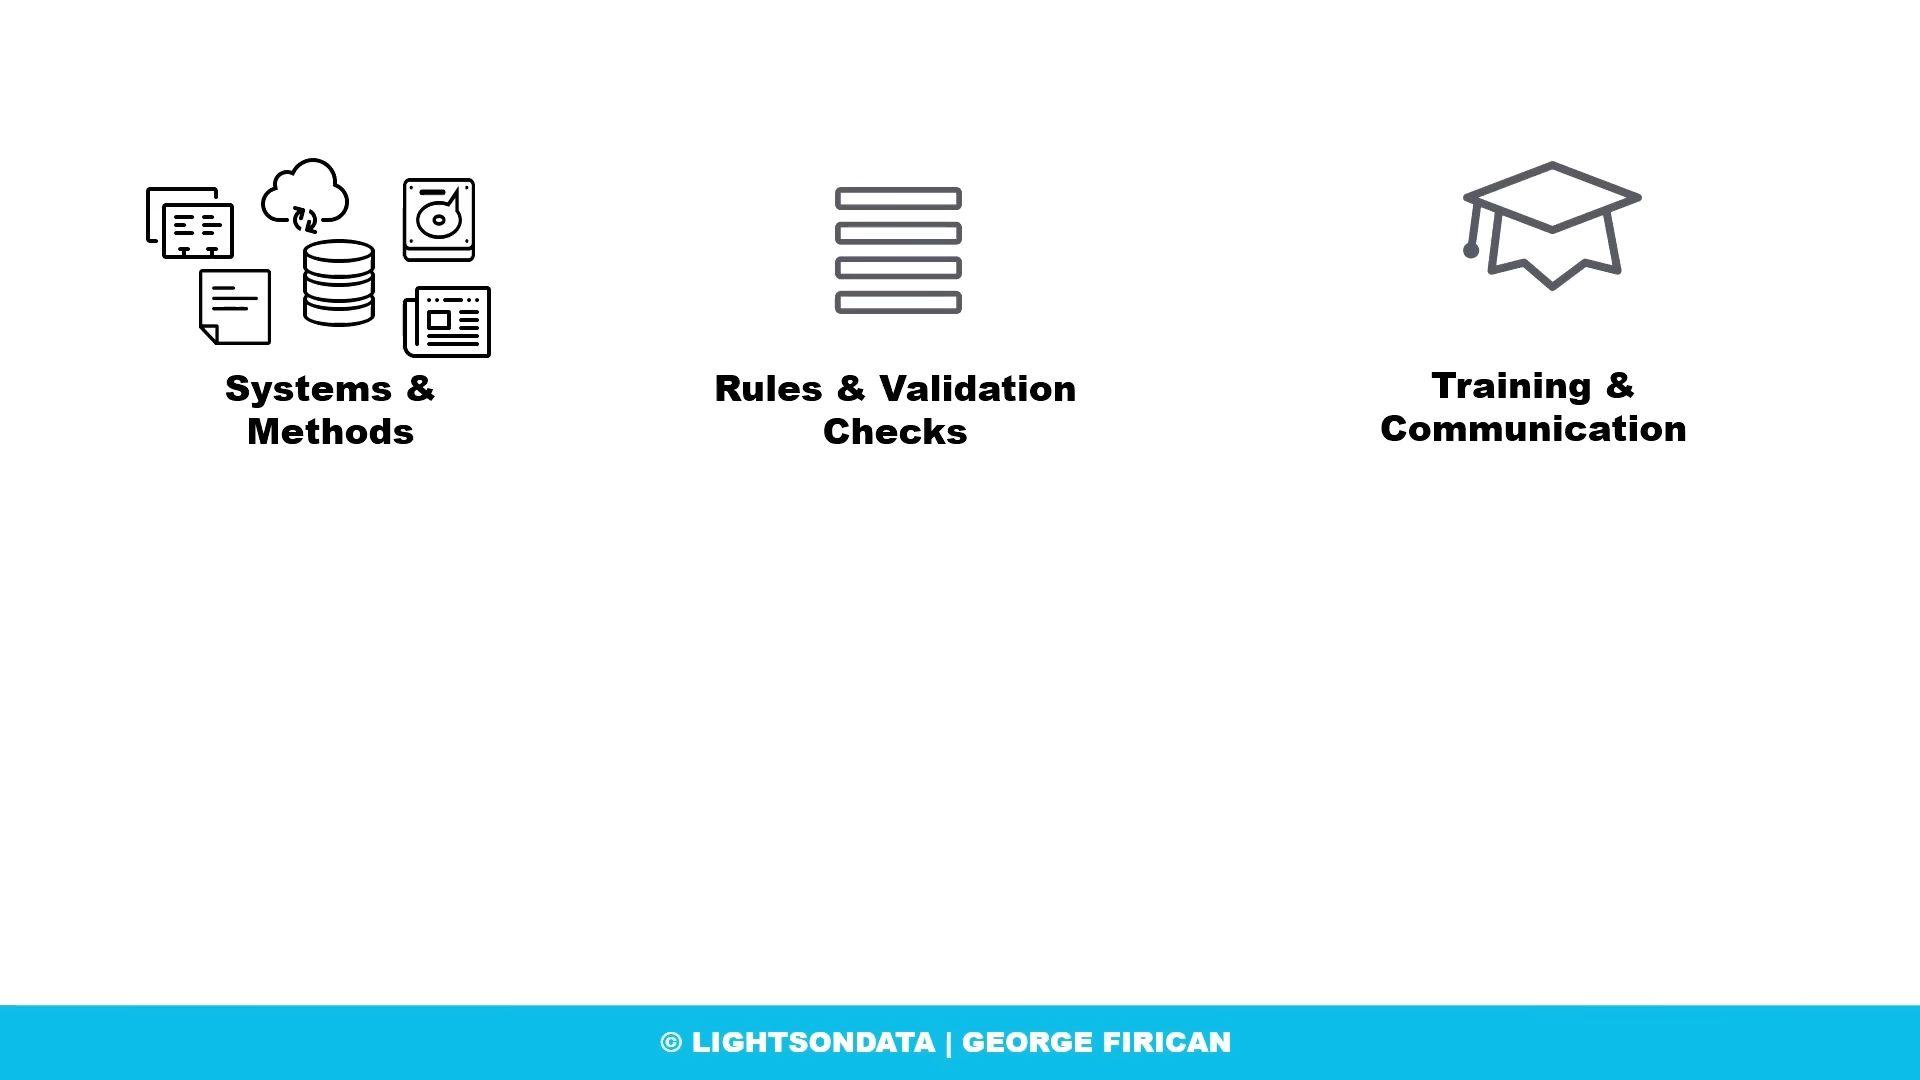 Systems &
Methods
Rules & Validation
Checks
Training &
Communication
© LIGHTSONDATA | GEORGE FIRICAN